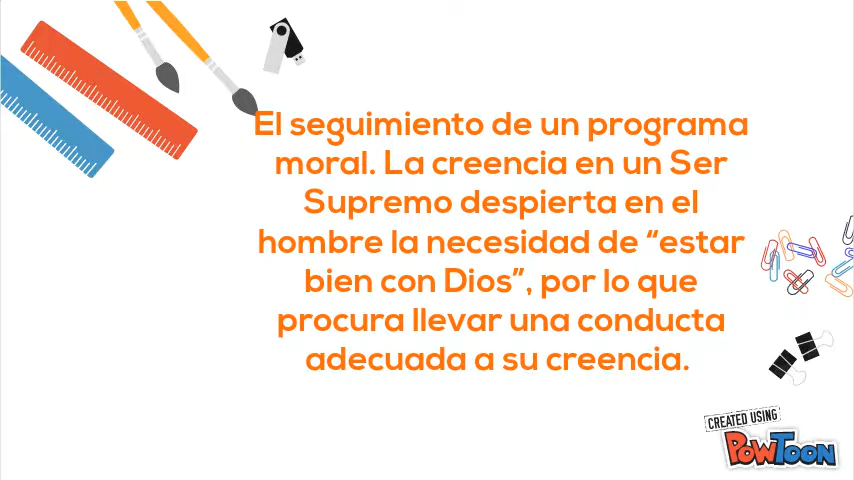 El seguimiento de un programa
moral. La creencia en un Ser
Supremo despierta en el
hombre la necesidad de “estar
bien con Dios”, por lo que
procura llevar una conducta
adecuada a su creencia.
CREATED USING
POWTOON